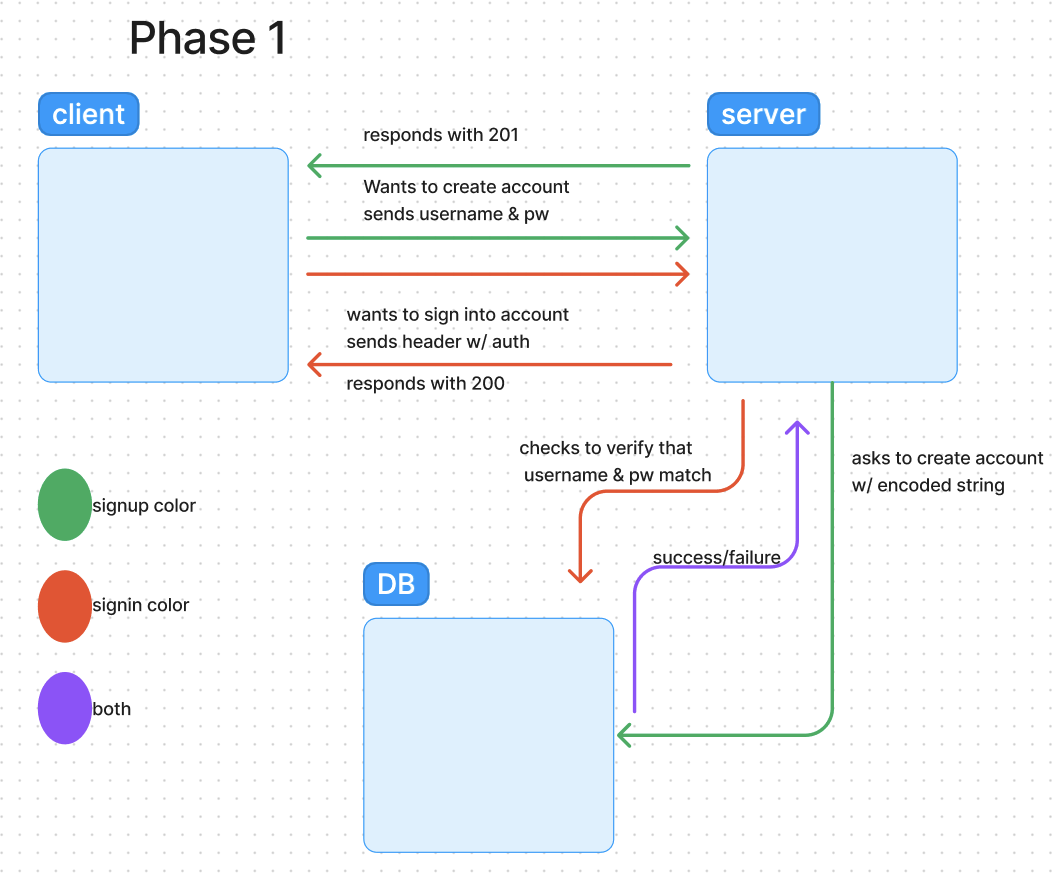 Phase 1
client
server
responds with 201
Wants to create account
sends username & pw
wants to sign into account
sends header w/ auth
responds with 200
checks to verify that
username & pw match
asks to create account
w/ encoded string
signup color
success/failure
DB
signin color
both